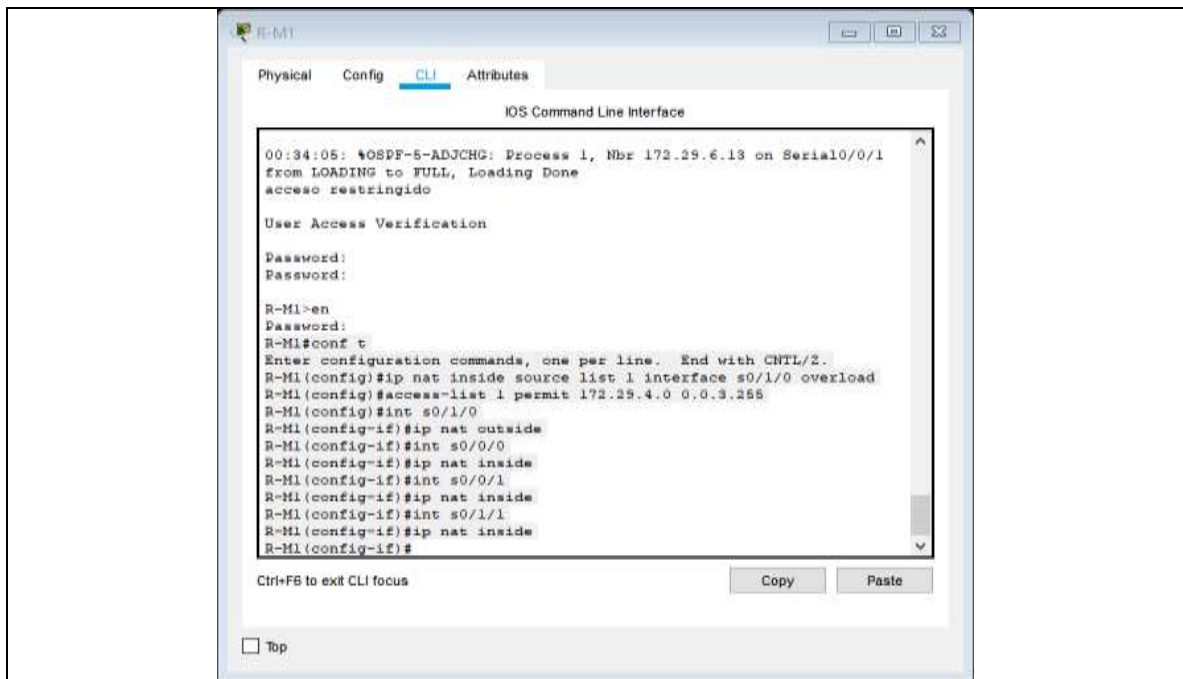 R-M1
Physical Config CLI Attributes
IOS Command Line Interface
00:34:05: %OSPF-5-ADJCHG: Process 1, Nbr 172.29.6.13 on Serial0/0/1
from LOADING to FULL, Loading Done
acceso restringido
User Access Verification
Password:
Password:
R-M1>en
Password:
R-M1#conf t
Enter configuration commands, one per line. End with CNTL/Z.
R-M1(config)#ip nat inside source list 1 interface s0/1/0 overload
R-M1(config)#access-list 1 permit 172.29.4.0 0.0.3.255
R-M1(config)#int s0/1/0
R-M1(config-if)#ip nat outside
R-M1(config-if)#int s0/0/0
R-M1(config-if)#ip nat inside
R-M1(config-if)#int s0/0/1
R-M1(config-if)#ip nat inside
R-M1(config-if)#int s0/1/1
R-M1(config-if)#ip nat inside
R-M1(config-if)#
Ctrl+F6 to exit CLI focus
Copy
Paste
Top